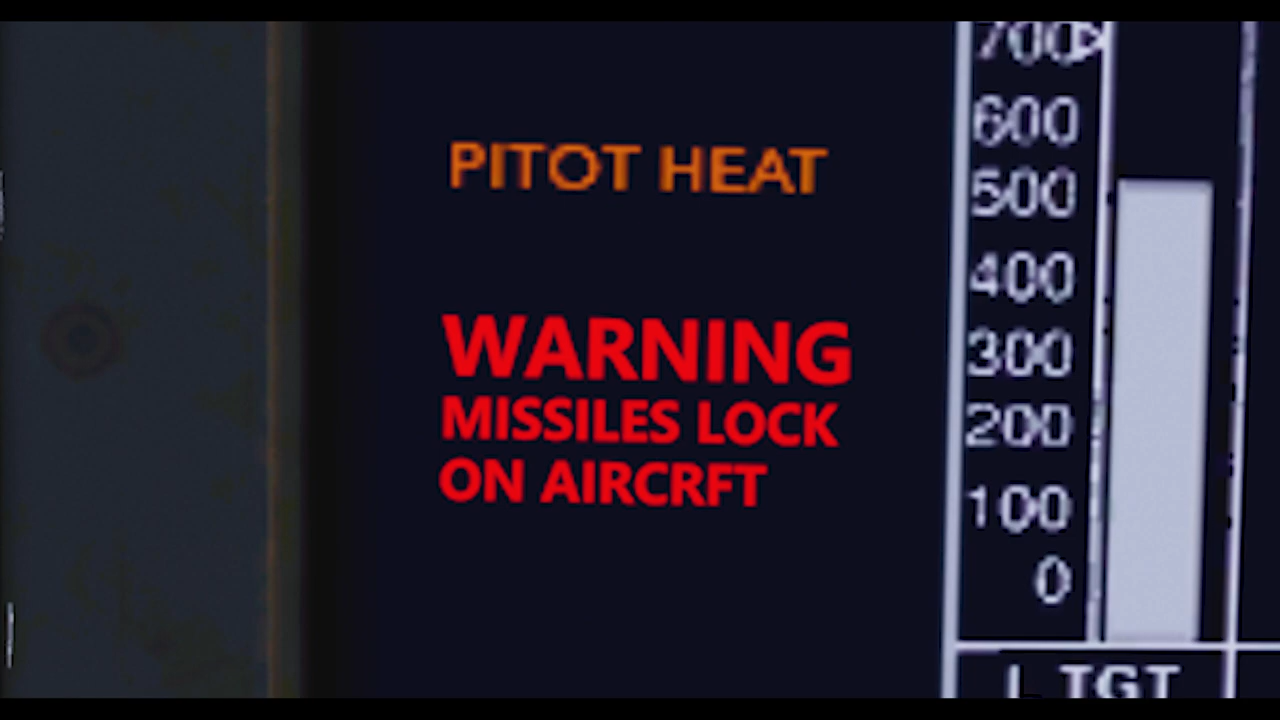 PITOT HEAT
WARNING
MISSILES LOCK
ON AIRCRFT
700
600
500
400
300
200
100
0
L TGT